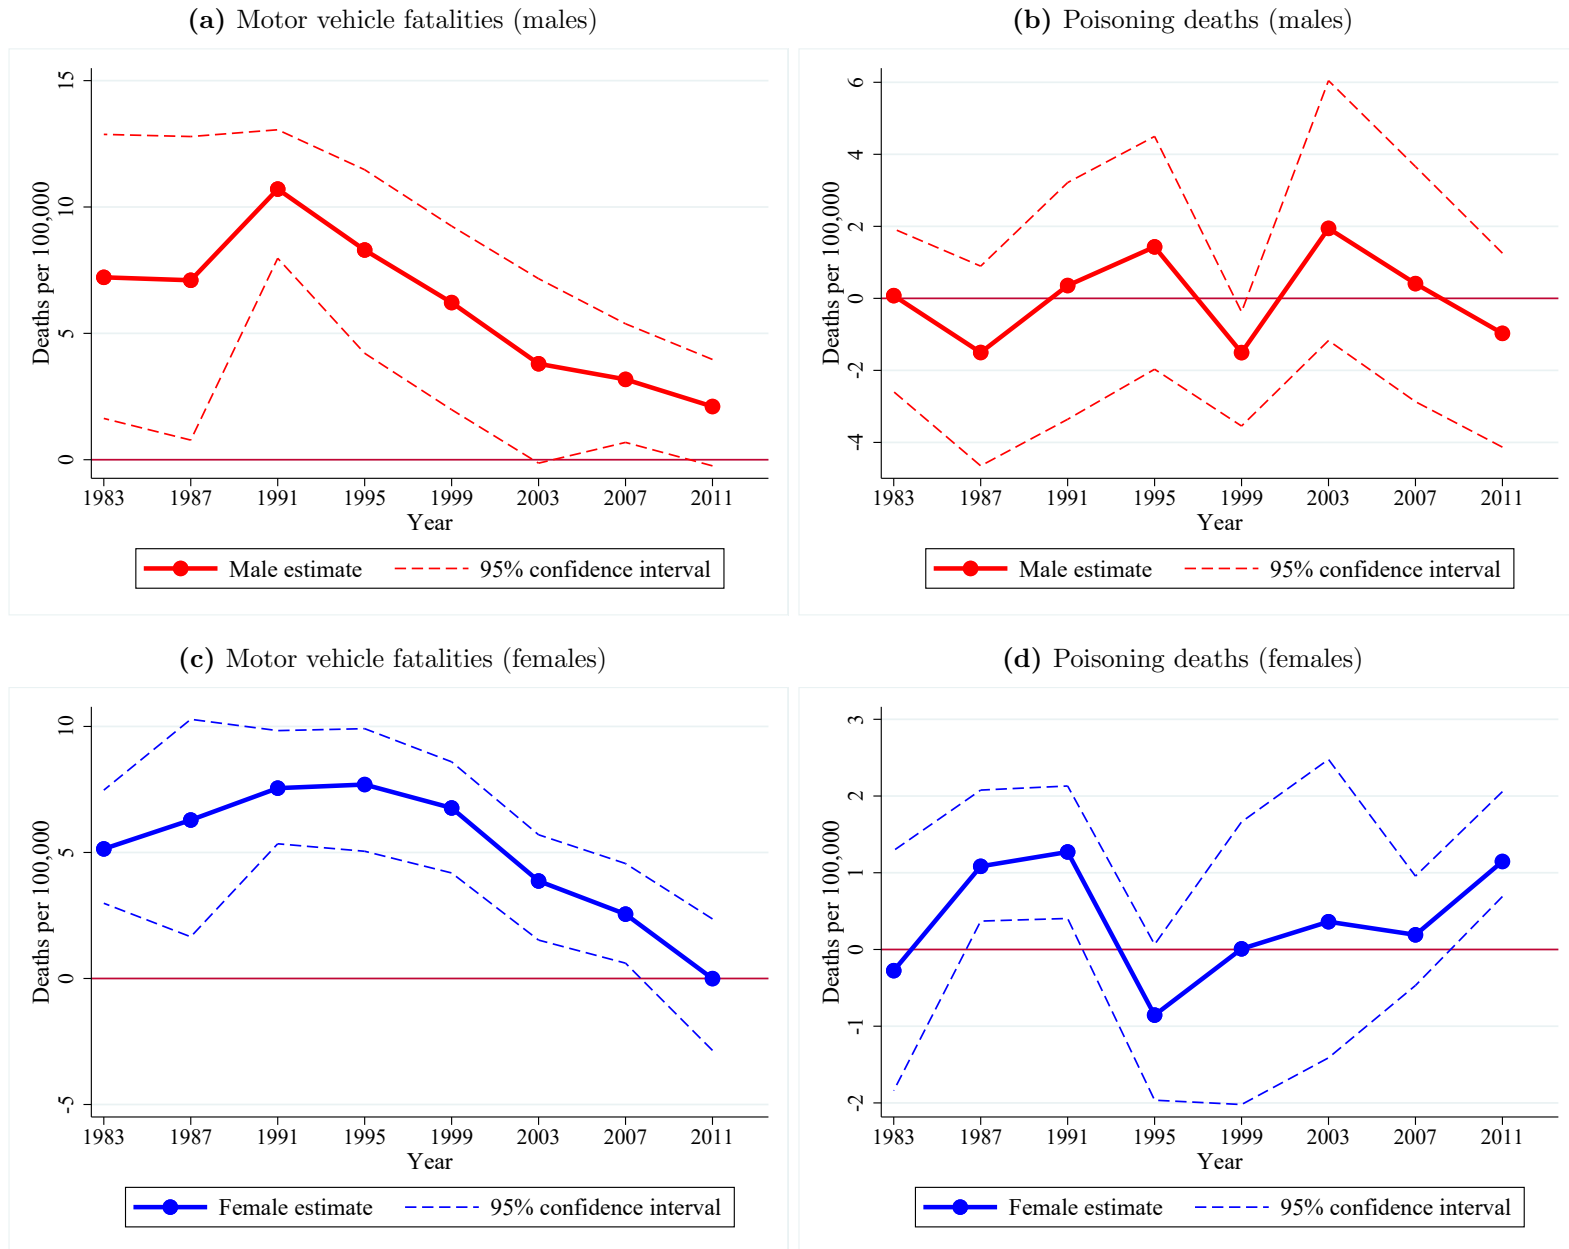 (a) Motor vehicle fatalities (males)
Deaths per 100,000
15
10
5
0
1983 1987 1991 1995 1999 2003 2007 2011
Year
Male estimate 95% confidence interval
(b) Poisoning deaths (males)
Deaths per 100,000
6
4
2
0
-2
-4
1983 1987 1991 1995 1999 2003 2007 2011
Year
Male estimate 95% confidence interval
(c) Motor vehicle fatalities (females)
Deaths per 100,000
10
5
0
-5
1983 1987 1991 1995 1999 2003 2007 2011
Year
Female estimate 95% confidence interval
(d) Poisoning deaths (females)
Deaths per 100,000
3
2
1
0
-1
-2
1983 1987 1991 1995 1999 2003 2007 2011
Year
Female estimate 95% confidence interval